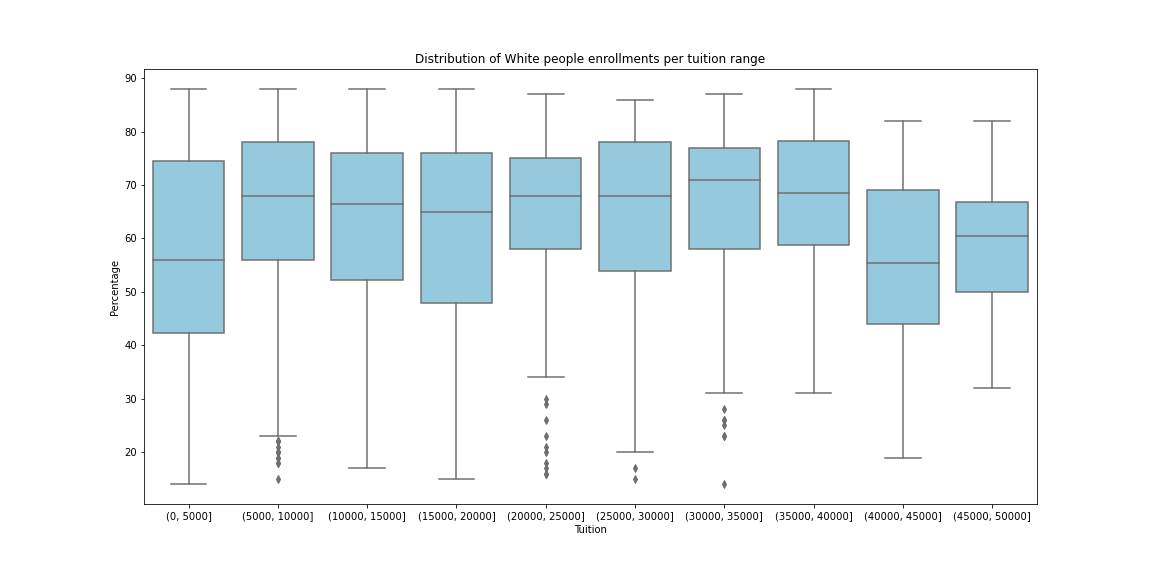 Distribution of White people enrollments per tuition range
90
80
70
60
50
40
30
20
Percentage
(0, 5000] (5000, 10000] (10000, 15000] (15000, 20000] (20000, 25000] (25000, 30000] (30000, 35000] (35000, 40000] (40000, 45000] (45000, 50000]
Tuition